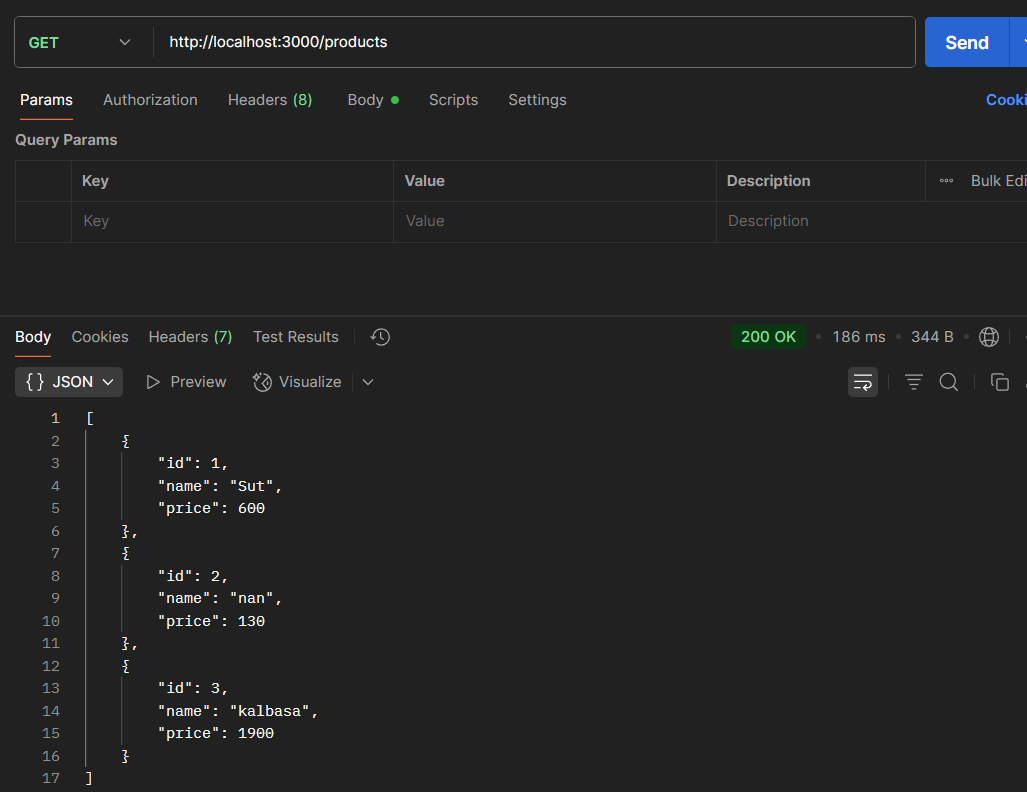 GET http://localhost:3000/products Send
Params Authorization Headers (8) Body Scripts Settings Cooki
Query Params
Key Value Description Bulk Edi
Key Value Description
Body Cookies Headers (7) Test Results 200 OK 186 ms 344 B
{} JSON Preview Visualize
1 [
2 {
3 "id": 1,
4 "name": "Sut",
5 "price": 600
6 },
7 {
8 "id": 2,
9 "name": "nan",
10 "price": 130
11 },
12 {
13 "id": 3,
14 "name": "kalbasa",
15 "price": 1900
16 }
17 ]